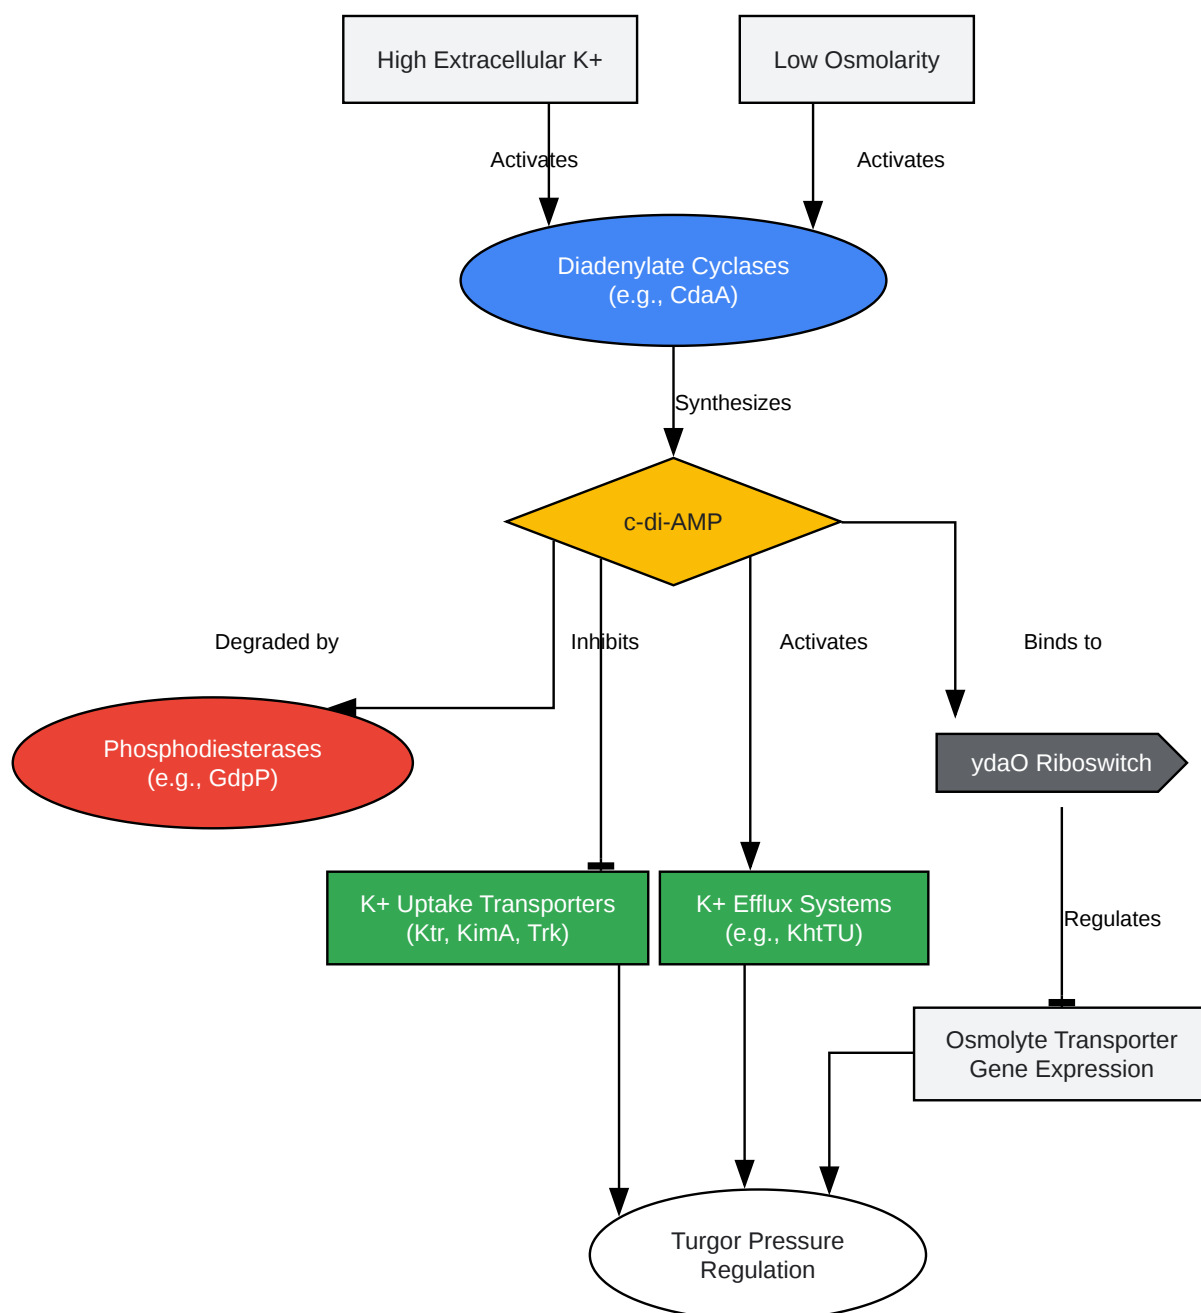 High Extracellular K+
Low Osmolarity
Activates
Activates
Diadenylate Cyclases
(e.g., CdaA)
Synthesizes
c-di-AMP
Degraded by
Inhibits
Activates
Binds to
Phosphodiesterases
(e.g., GdpP)
ydaO Riboswitch
K+ Uptake Transporters
(Ktr, KimA, Trk)
K+ Efflux Systems
(e.g., KhtTU)
Regulates
Osmolyte Transporter
Gene Expression
Turgor Pressure
Regulation